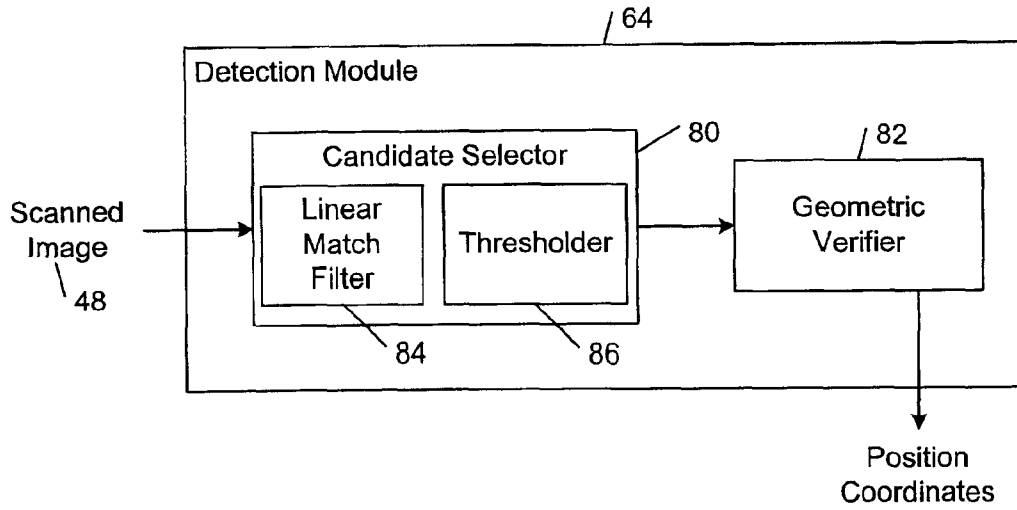 64
Detection Module
80
Candidate Selector
82
Scanned
Image
48
Linear
Match
Filter
Thresholder
Geometric
Verifier
84
86
Position
Coordinates